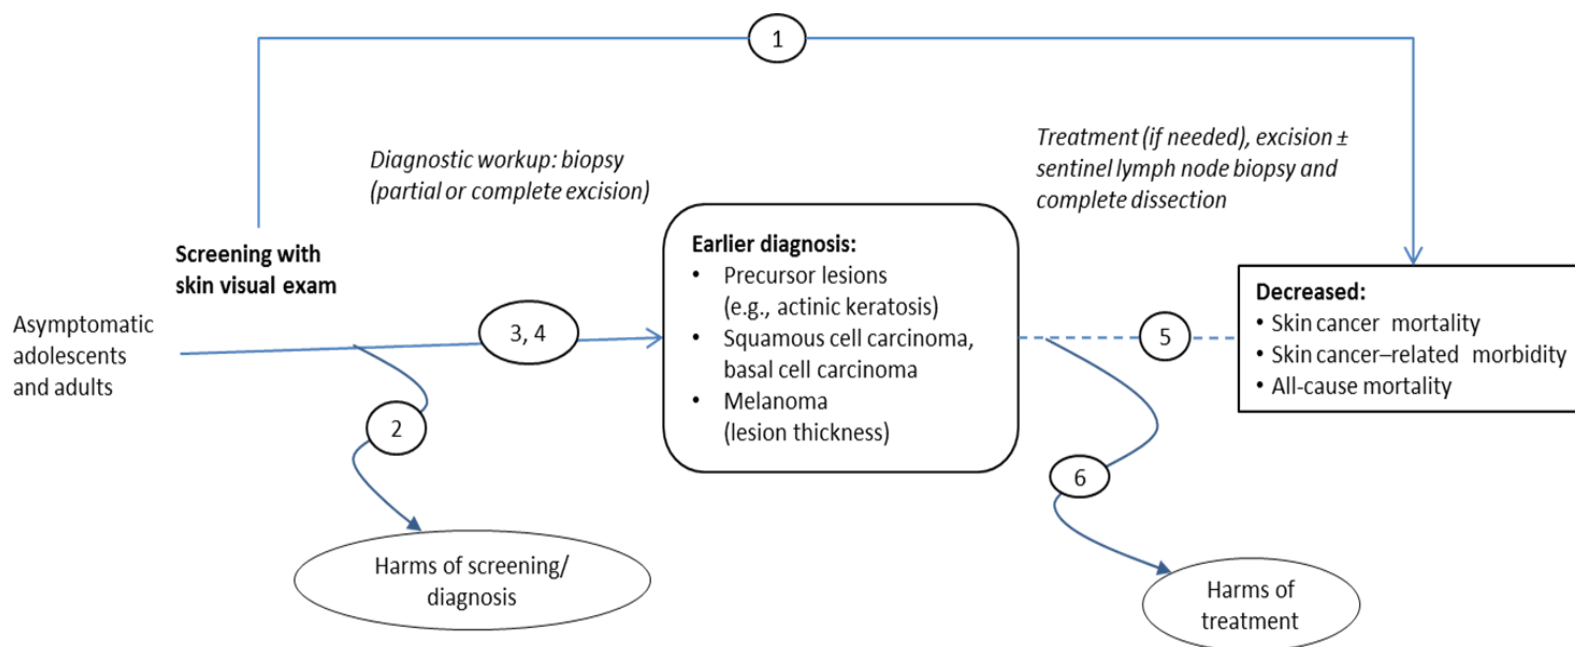 1
Treatment (if needed), excision ±
sentinel lymph node biopsy and
complete dissection
Diagnostic workup: biopsy
(partial or complete excision)
Screening with
skin visual exam
Asymptomatic
adolescents
and adults
3, 4
Earlier diagnosis:
• Precursor lesions
(e.g., actinic keratosis)
• Squamous cell carcinoma,
basal cell carcinoma
• Melanoma
(lesion thickness)
5
Decreased:
• Skin cancer mortality
• Skin cancer–related morbidity
• All-cause mortality
2
6
Harms of screening/
diagnosis
Harms of
treatment